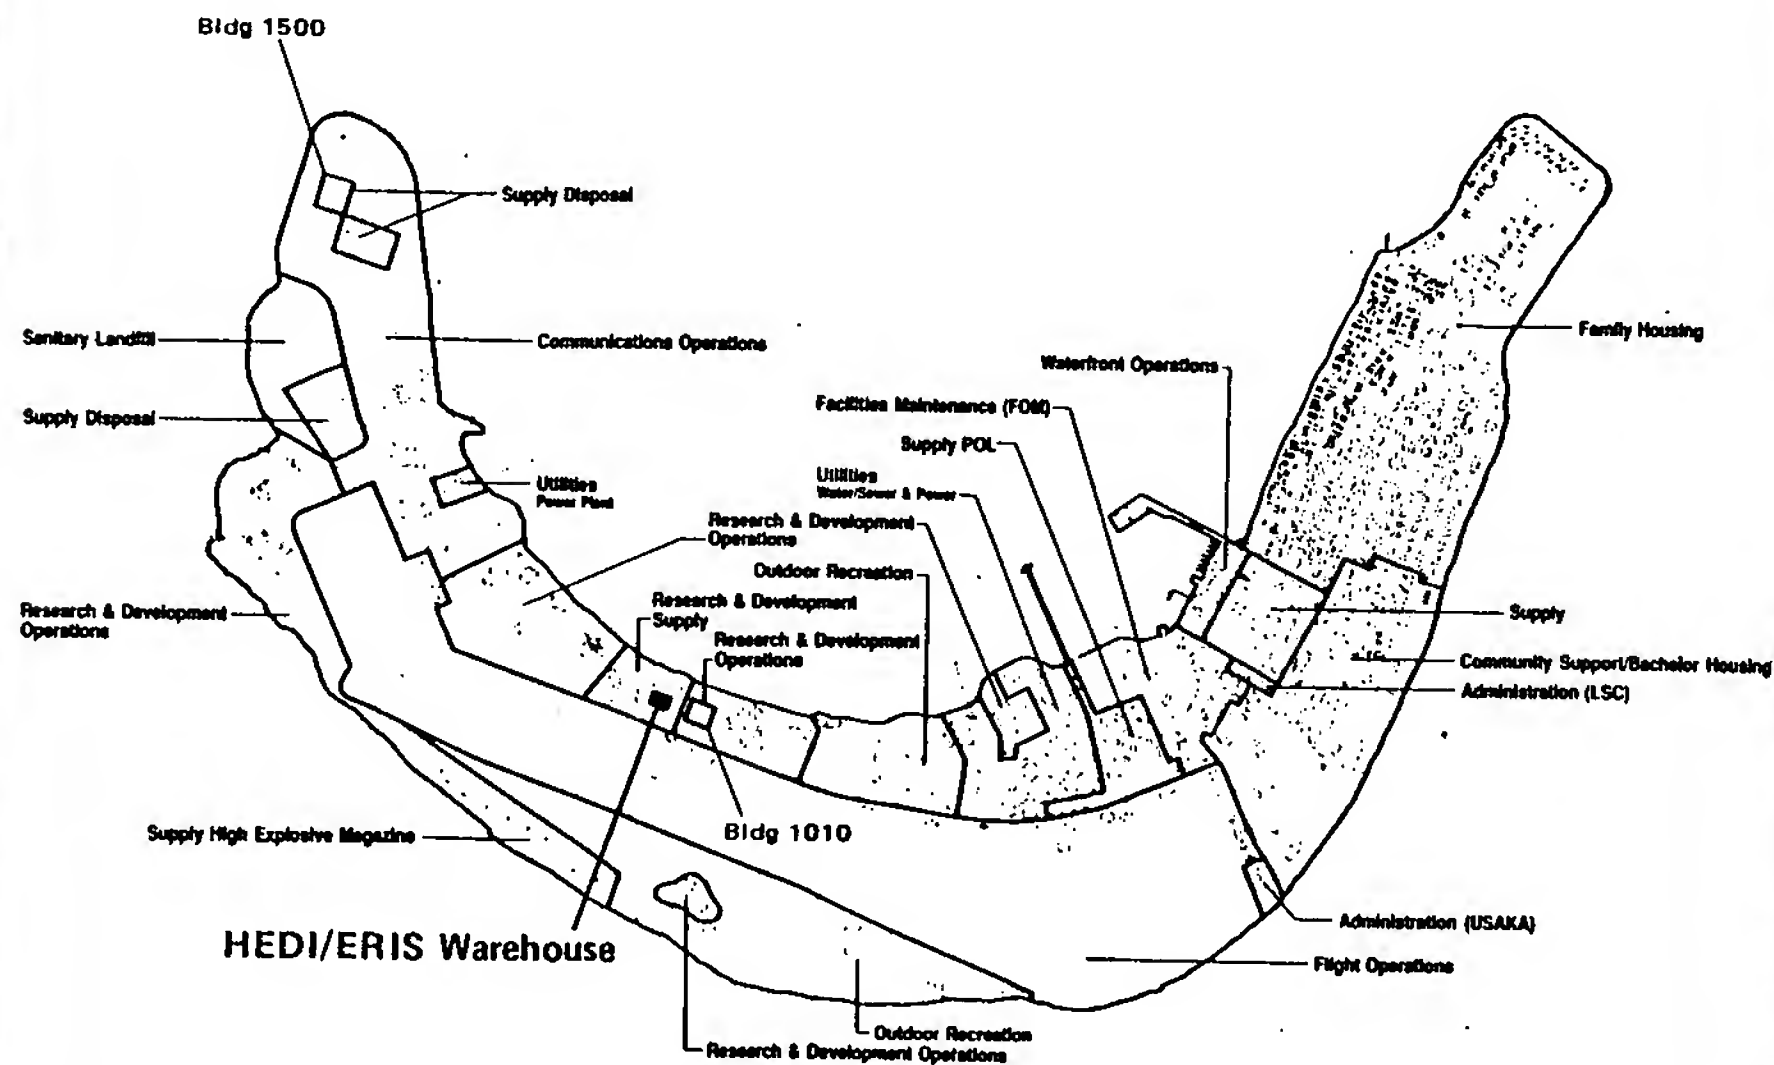 Bldg 1500
Supply Disposal
Sanitary Landfill
Communications Operations
Family Housing
Waterfront Operations
Supply Disposal
Facilities Maintenance (FOM)
Supply POL
Utilities
Power Plant
Utilities
Water/Sewer & Power
Research & Development
Operations
Outdoor Recreation
Research & Development
Supply
Research & Development
Operations
Research & Development
Operations
Supply
Community Support/Bachelor Housing
Administration (LSC)
Supply High Explosive Magazine
Bldg 1010
HEDI/ERIS Warehouse
Administration (USAKA)
Flight Operations
Outdoor Recreation
Research & Development Operations